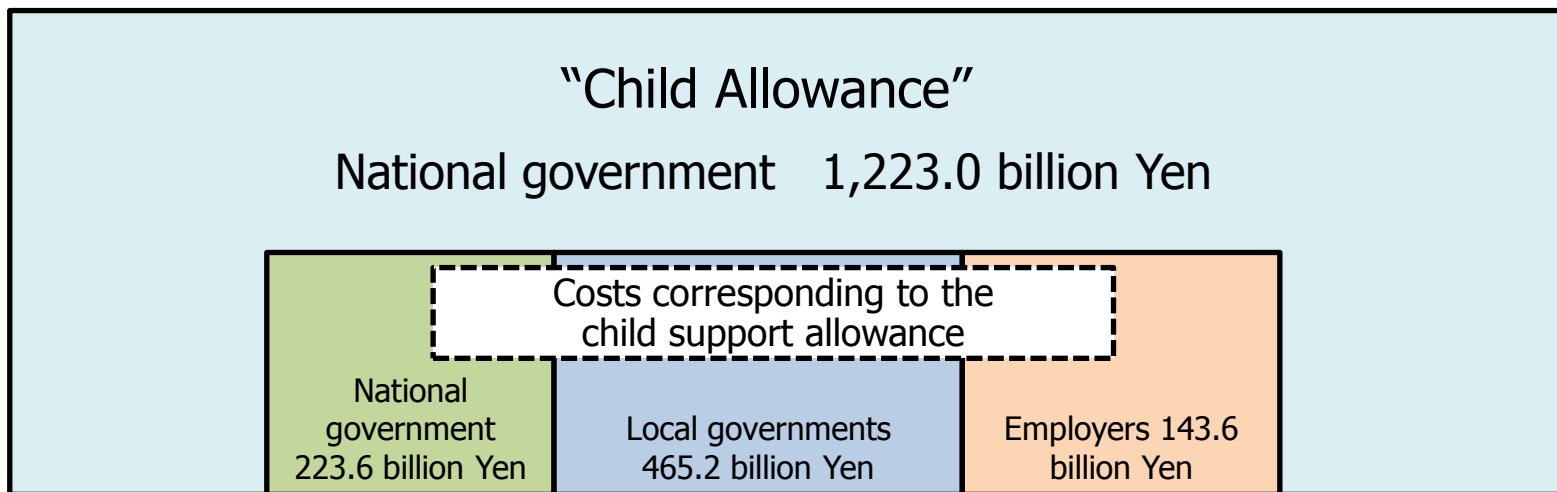 “Child Allowance”
National government 1,223.0 billion Yen
Costs corresponding to the
child support allowance
National
government
223.6 billion Yen
Local governments
465.2 billion Yen
Employers 143.6
billion Yen